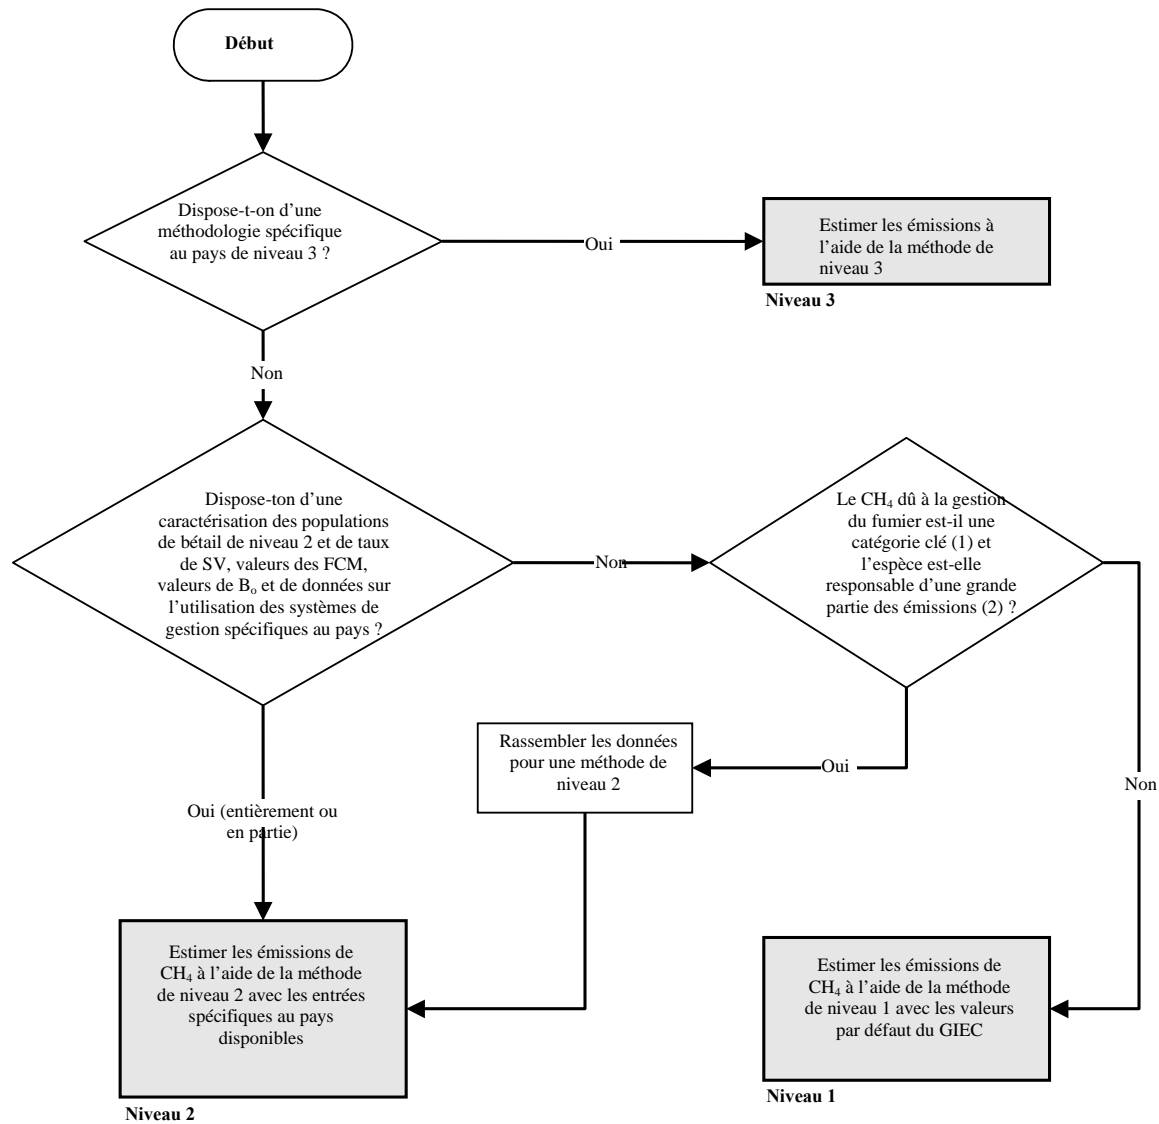 Début
Dispose-t-on d’une
méthodologie spécifique
au pays de niveau 3 ?
Oui
Estimer les émissions à
l’aide de la méthode de
niveau 3
Niveau 3
Non
Dispose-ton d’une
caractérisation des populations
de bétail de niveau 2 et de taux
de SV, valeurs des FCM,
valeurs de Bₒ et de données sur
l’utilisation des systèmes de
gestion spécifiques au pays ?
Non
Le CH₄ dû à la gestion
du fumier est-il une
catégorie clé (1) et
l’espèce est-elle
responsable d’une grande
partie des émissions (2) ?
Rassembler les données
pour une méthode de
niveau 2
Oui
Non
Oui (entièrement ou
en partie)
Estimer les émissions de
CH₄ à l’aide de la méthode
de niveau 2 avec les entrées
spécifiques au pays
disponibles
Niveau 2
Estimer les émissions de
CH₄ à l’aide de la méthode
de niveau 1 avec les valeurs
par défaut du GIEC
Niveau 1